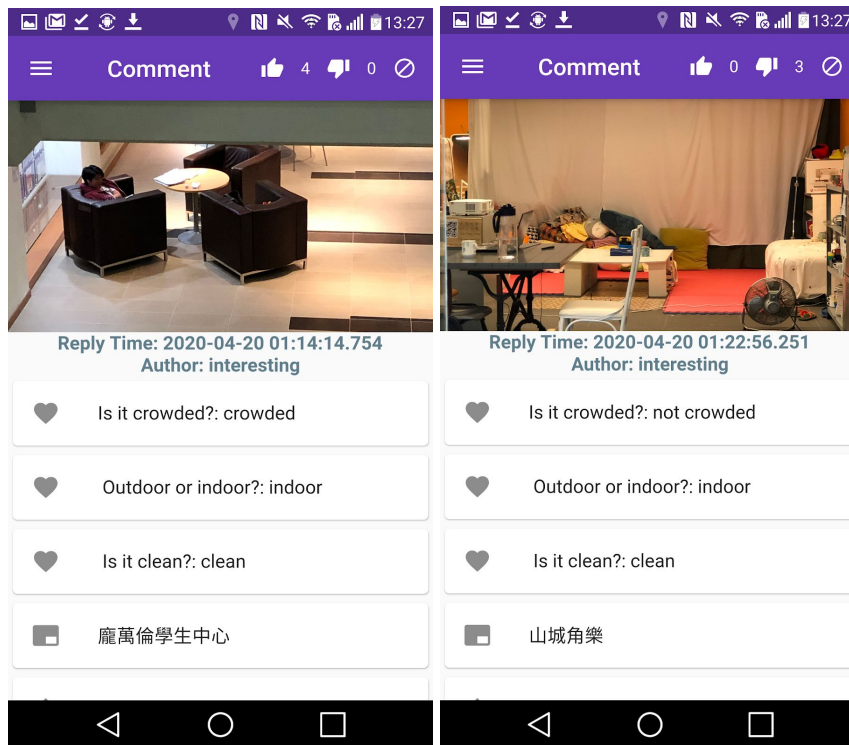 13:27
Comment 4 0
Reply Time: 2020-04-20 01:14:14.754
Author: interesting
Is it crowded?: crowded
Outdoor or indoor?: indoor
Is it clean?: clean
龐萬倫學生中心
13:27
Comment 0 3
Reply Time: 2020-04-20 01:22:56.251
Author: interesting
Is it crowded?: not crowded
Outdoor or indoor?: indoor
Is it clean?: clean
山城角樂